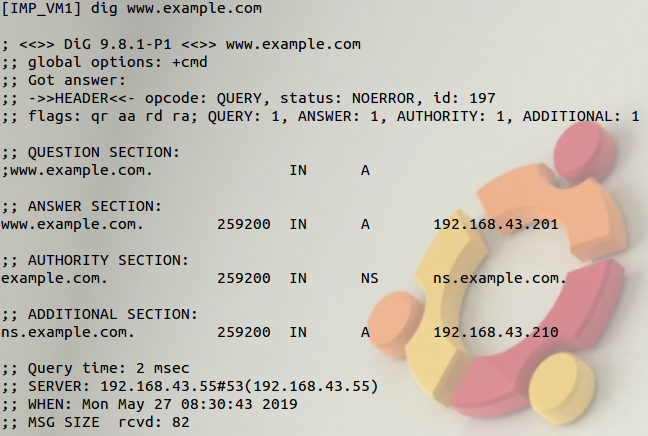 [IMP_VM1] dig www.example.com
; <<>> DiG 9.8.1-P1 <<>> www.example.com
;; global options: +cmd
;; Got answer:
;; ->>HEADER<<- opcode: QUERY, status: NOERROR, id: 197
;; flags: qr aa rd ra; QUERY: 1, ANSWER: 1, AUTHORITY: 1, ADDITIONAL: 1
;; QUESTION SECTION:
;www.example.com. IN A
;; ANSWER SECTION:
www.example.com. 259200 IN A 192.168.43.201
;; AUTHORITY SECTION:
example.com. 259200 IN NS ns.example.com.
;; ADDITIONAL SECTION:
ns.example.com. 259200 IN A 192.168.43.210
;; Query time: 2 msec
;; SERVER: 192.168.43.55#53(192.168.43.55)
;; WHEN: Mon May 27 08:30:43 2019
;; MSG SIZE rcvd: 82